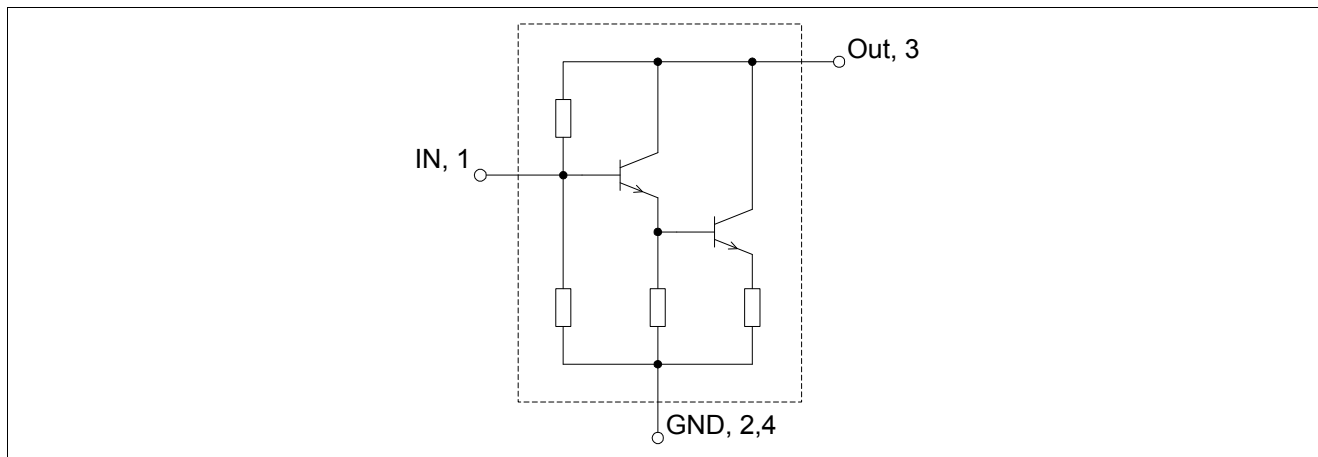 Out, 3
IN, 1
GND, 2,4